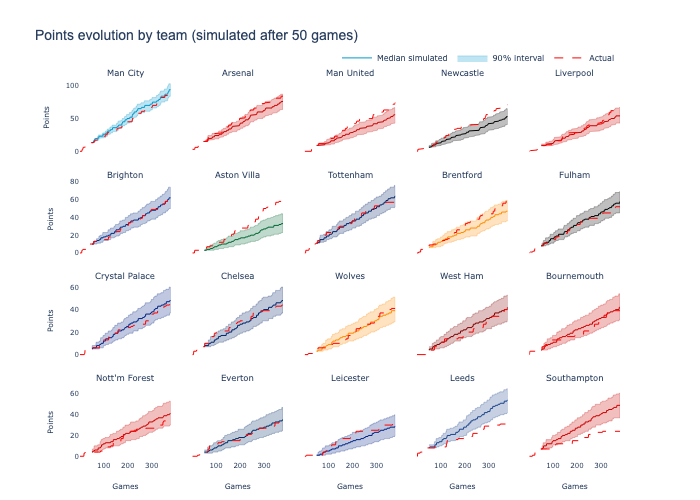 Points evolution by team (simulated after 50 games)
Median simulated 90% interval Actual
Man City Arsenal Man United Newcastle Liverpool
100
50
0
Points
Brighton Aston Villa Tottenham Brentford Fulham
80
60
40
20
0
Points
Crystal Palace Chelsea Wolves West Ham Bournemouth
60
40
20
0
Points
Nott'm Forest Everton Leicester Leeds Southampton
60
40
20
0
Points
100 200 300 100 200 300 100 200 300 100 200 300 100 200 300
Games Games Games Games Games